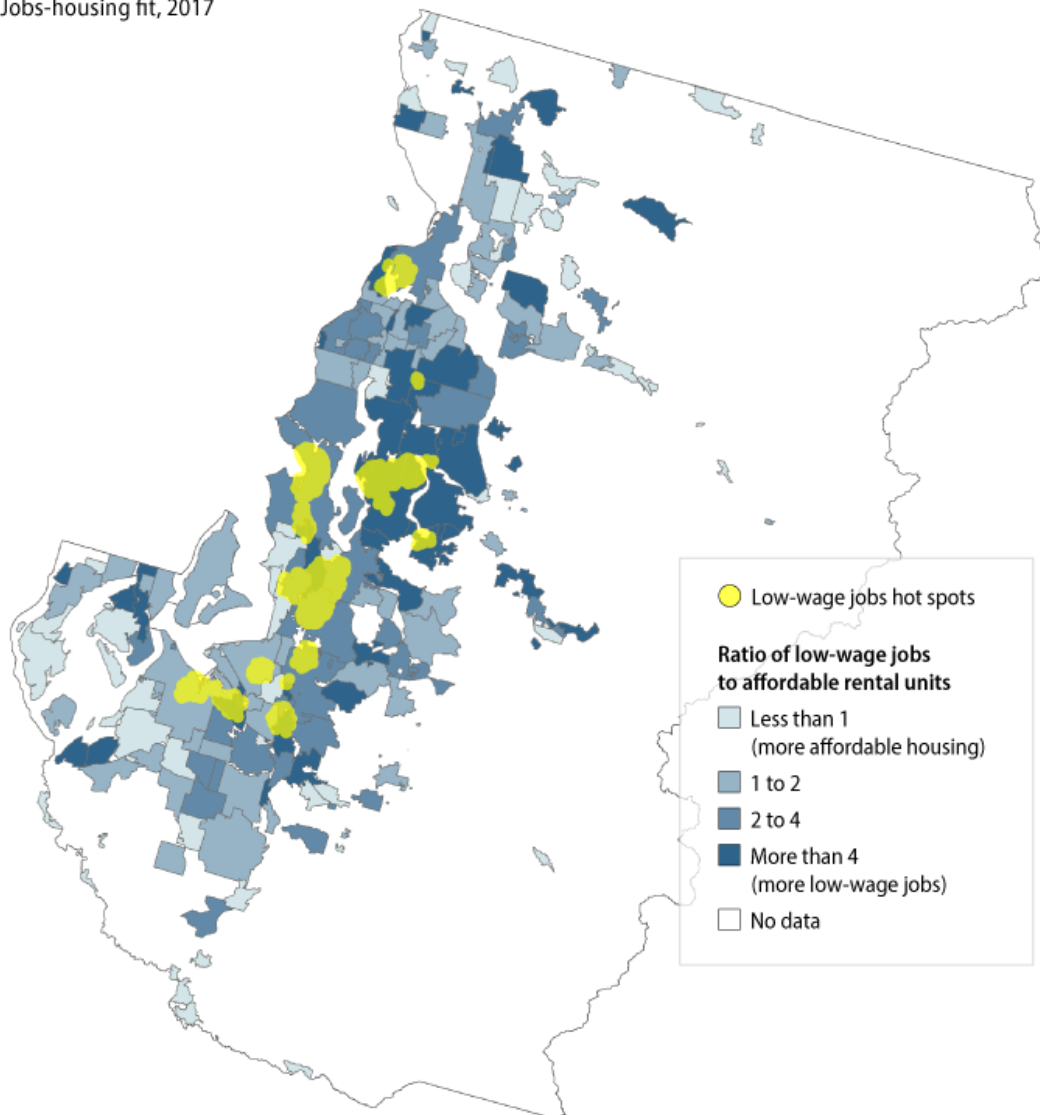 Jobs-housing fit, 2017
Low-wage jobs hot spots
Ratio of low-wage jobs
to affordable rental units
Less than 1
(more affordable housing)
1 to 2
2 to 4
More than 4
(more low-wage jobs)
No data